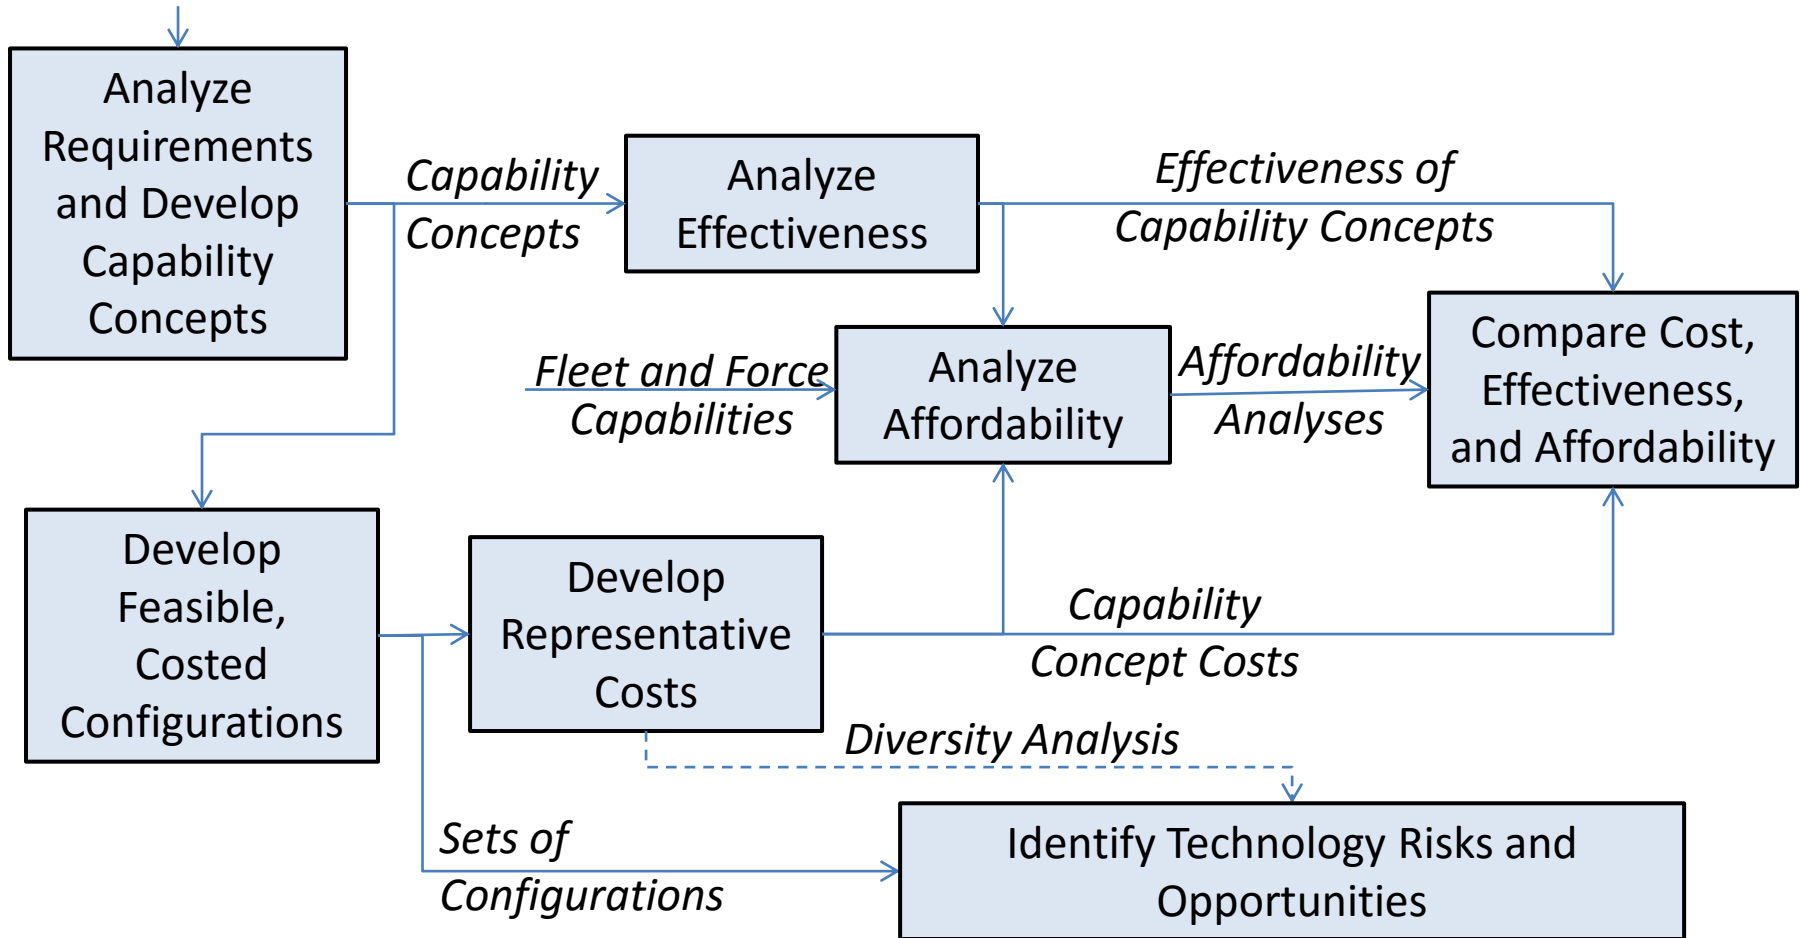 Analyze
Requirements
and Develop
Capability
Concepts
Capability
Concepts
Analyze
Effectiveness
Effectiveness of
Capability Concepts
Fleet and Force
Capabilities
Analyze
Affordability
Affordability
Analyses
Compare Cost,
Effectiveness,
and Affordability
Develop
Feasible,
Costed
Configurations
Develop
Representative
Costs
Capability
Concept Costs
Diversity Analysis
Sets of
Configurations
Identify Technology Risks and
Opportunities